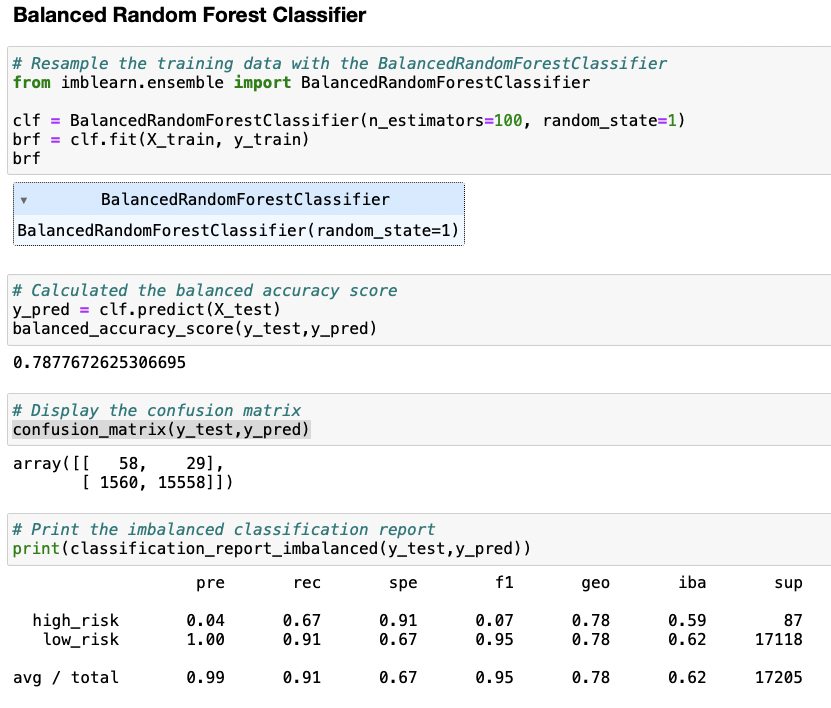 Balanced Random Forest Classifier
# Resample the training data with the BalancedRandomForestClassifier
from imblearn.ensemble import BalancedRandomForestClassifier
clf = BalancedRandomForestClassifier(n_estimators=100, random_state=1)
brf = clf.fit(X_train, y_train)
brf
▾ BalancedRandomForestClassifier
BalancedRandomForestClassifier(random_state=1)
# Calculated the balanced accuracy score
y_pred = clf.predict(X_test)
balanced_accuracy_score(y_test,y_pred)
0.7877672625306695
# Display the confusion matrix
confusion_matrix(y_test,y_pred)
array([[   58,    29],
       [ 1560, 15558]])
# Print the imbalanced classification report
print(classification_report_imbalanced(y_test,y_pred))
pre rec spe f1 geo iba sup
high_risk 0.04 0.67 0.91 0.07 0.78 0.59 87
low_risk 1.00 0.91 0.67 0.95 0.78 0.62 17118
avg / total 0.99 0.91 0.67 0.95 0.78 0.62 17205